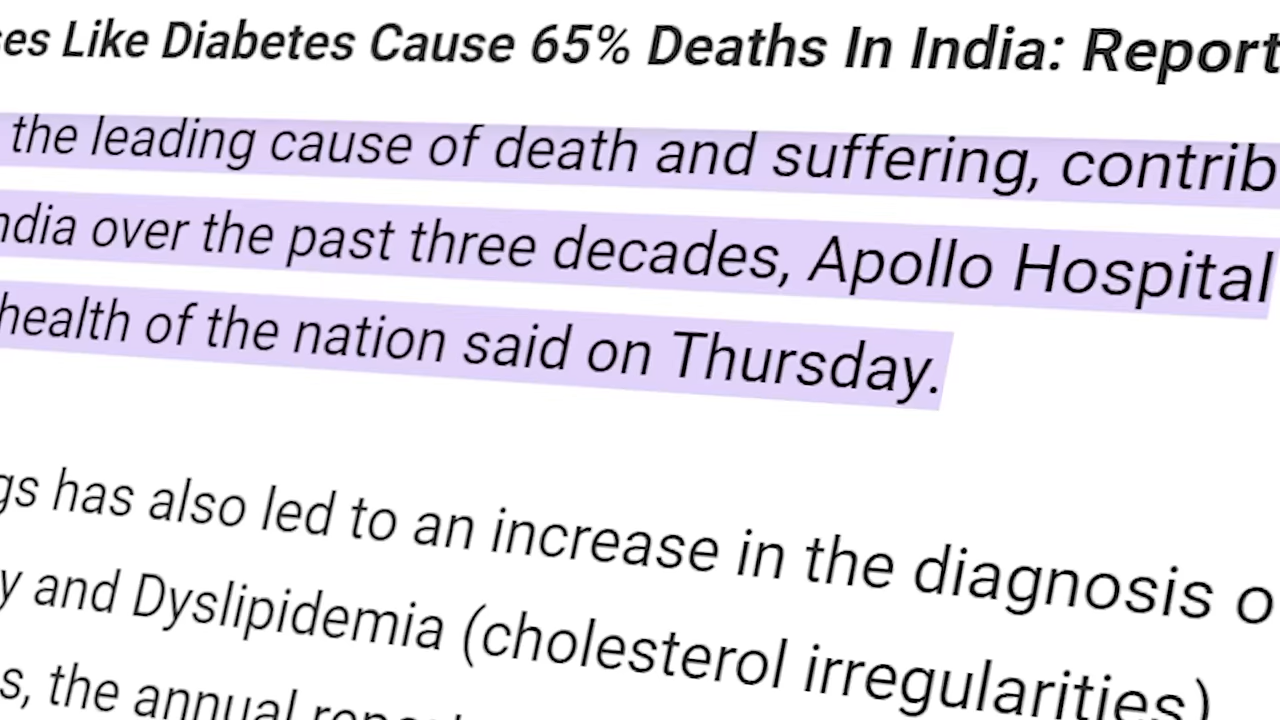 es Like Diabetes Cause 65% Deaths In India: Report
the leading cause of death and suffering, contrib
ndia over the past three decades, Apollo Hospital
health of the nation said on Thursday.
gs has also led to an increase in the diagnosis o
y and Dyslipidemia (cholesterol irregularities)
s, the annual